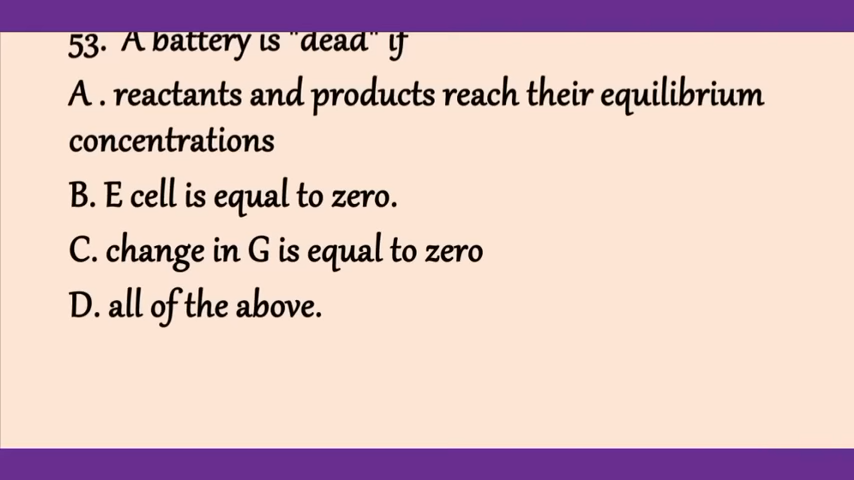 53. A battery is "dead" if
A . reactants and products reach their equilibrium
concentrations
B. E cell is equal to zero.
C. change in G is equal to zero
D. all of the above.